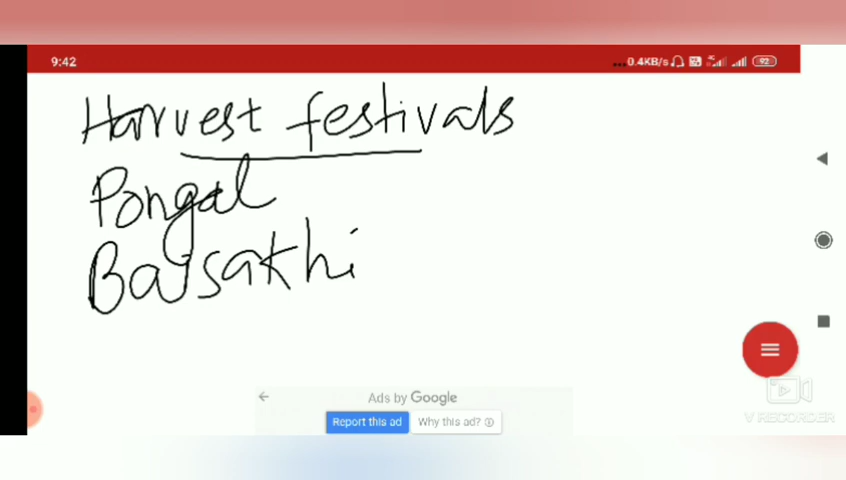 9:42
...0.4KB/s 92
Harvest festivals
Pongal
Baisakhi
Ads by Google
Report this ad Why this ad?
V RECORDER